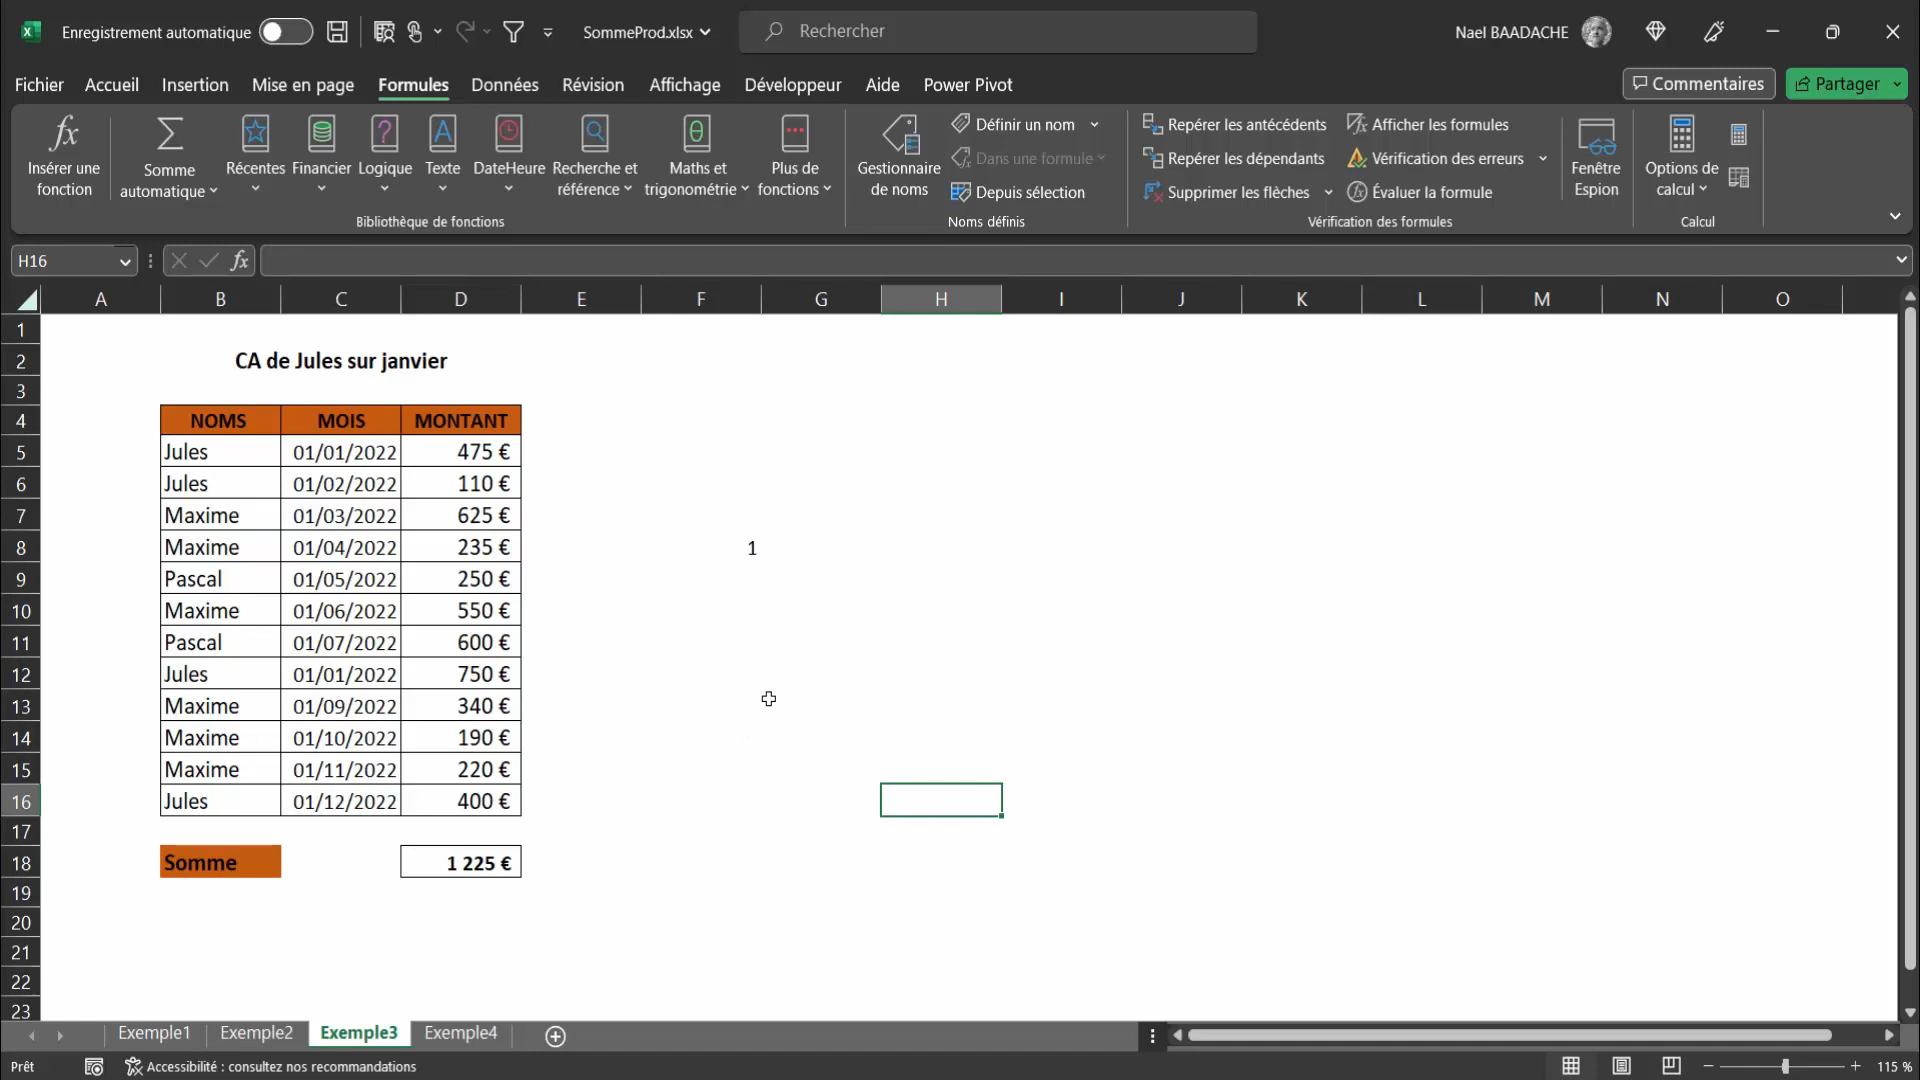 Enregistrement automatique
SommeProd.xlsx
Rechercher
Nael BAADACHE
Fichier Accueil Insertion Mise en page Formules Données Révision Affichage Développeur Aide Power Pivot
Commentaires Partager
Insérer une fonction
Somme automatique
Récentes
Financier
Logique
Texte
DateHeure
Recherche et référence
Maths et trigonométrie
Plus de fonctions
Bibliothèque de fonctions
Gestionnaire de noms
Définir un nom
Dans une formule
Depuis sélection
Noms définis
Repérer les antécédents
Repérer les dépendants
Supprimer les flèches
Afficher les formules
Vérification des erreurs
Évaluer la formule
Vérification des formules
Fenêtre Espion
Options de calcul
Calcul
H16 fx
A B C D E F G H I J K L M N O
1
2 CA de Jules sur janvier
3
4 NOMS MOIS MONTANT
5 Jules 01/01/2022 475 €
6 Jules 01/02/2022 110 €
7 Maxime 01/03/2022 625 €
8 Maxime 01/04/2022 235 € 1
9 Pascal 01/05/2022 250 €
10 Maxime 01/06/2022 550 €
11 Pascal 01/07/2022 600 €
12 Jules 01/01/2022 750 €
13 Maxime 01/09/2022 340 €
14 Maxime 01/10/2022 190 €
15 Maxime 01/11/2022 220 €
16 Jules 01/12/2022 400 €
17
18 Somme 1 225 €
19
20
21
22
23
Exemple1 Exemple2 Exemple3 Exemple4
Prêt Accessibilité : consultez nos recommandations 115 %